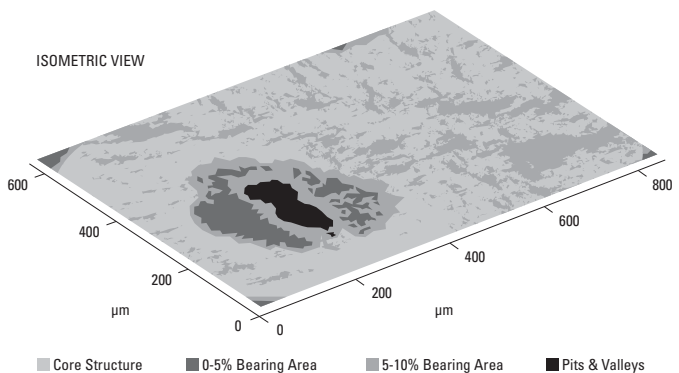 ISOMETRIC VIEW
600
400
200
0
µm
0
200
400
600
800
µm
Core Structure
0-5% Bearing Area
5-10% Bearing Area
Pits & Valleys